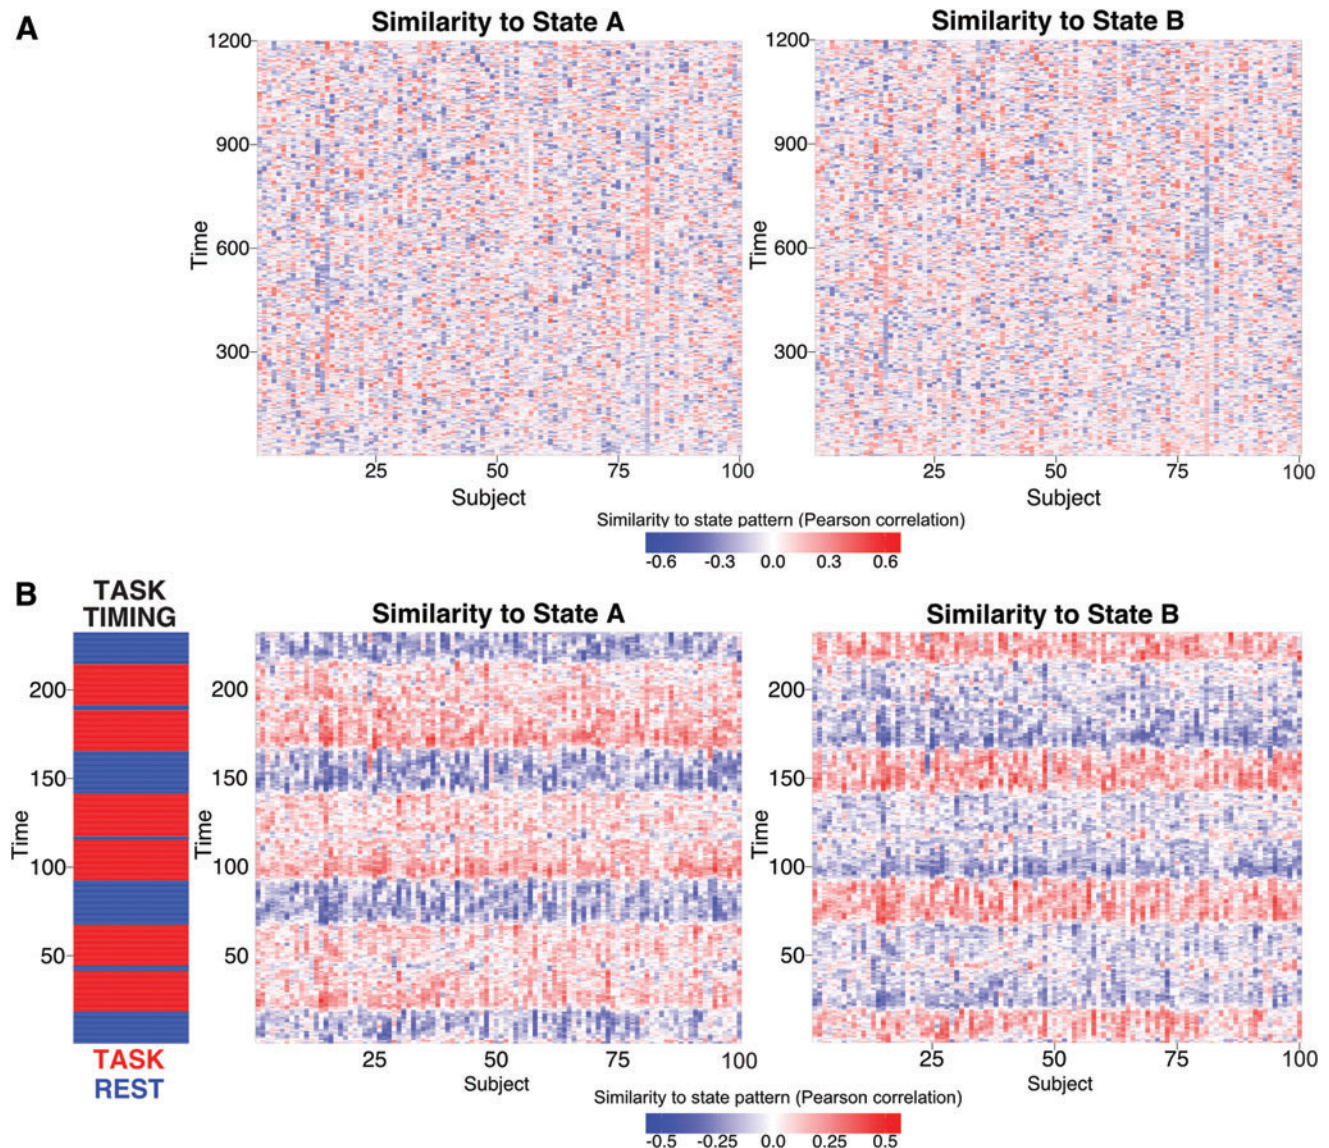 A
Similarity to State A
Similarity to State B
1200
900
600
300
Time
25 50 75 100
Subject
1200
900
600
300
Time
25 50 75 100
Subject
Similarity to state pattern (Pearson correlation)
-0.6 -0.3 0.0 0.3 0.6
B
TASK
TIMING
200
150
100
50
Time
TASK
REST
Similarity to State A
200
150
100
50
Time
25 50 75 100
Subject
Similarity to State B
200
150
100
50
Time
25 50 75 100
Subject
Similarity to state pattern (Pearson correlation)
-0.5 -0.25 0.0 0.25 0.5